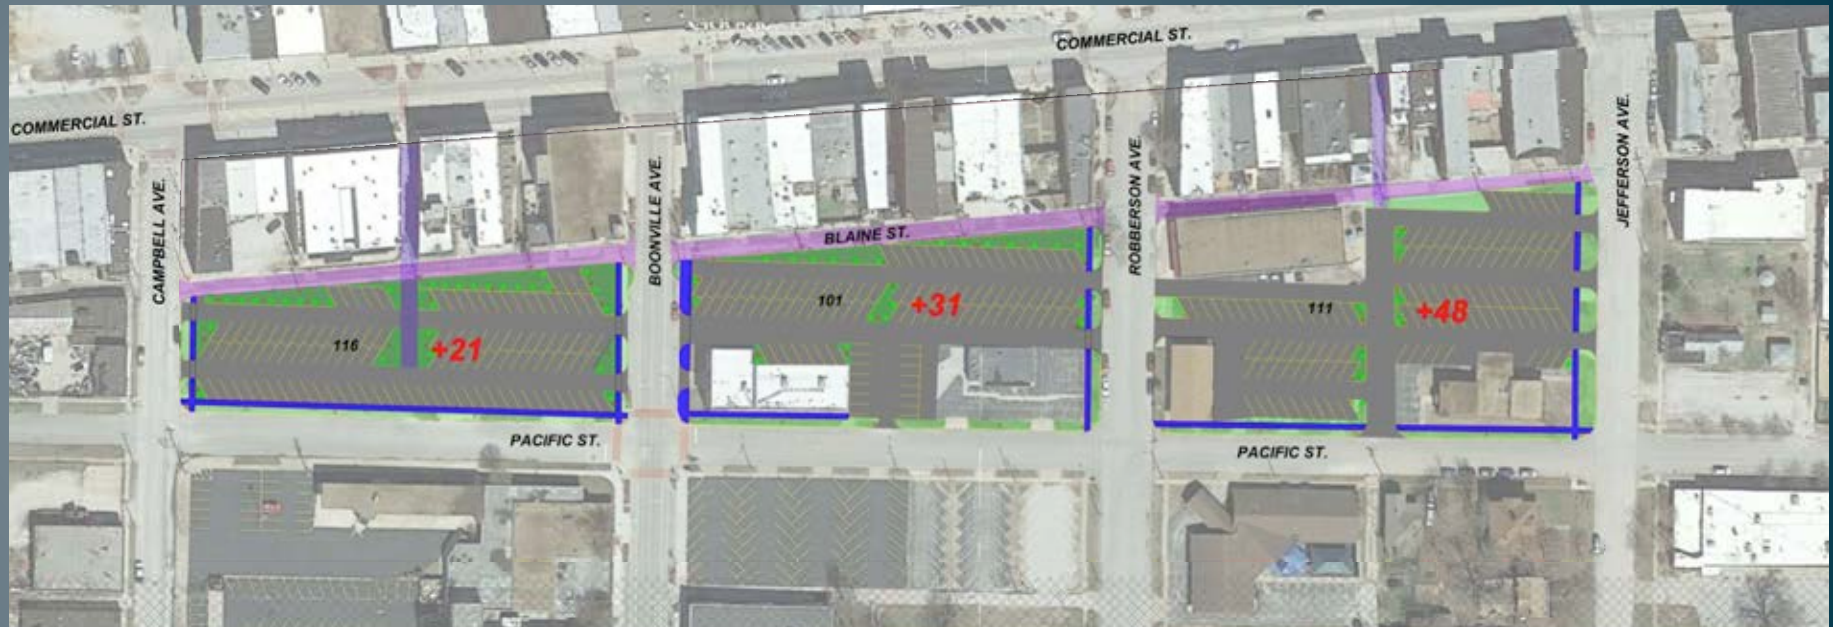 COMMERCIAL ST.
COMMERCIAL ST.
CAMPBELL AVE.
BOONVILLE AVE.
BLAINE ST.
ROBBERSON AVE.
JEFFERSON AVE.
116
+21
101
+31
111
+48
PACIFIC ST.
PACIFIC ST.